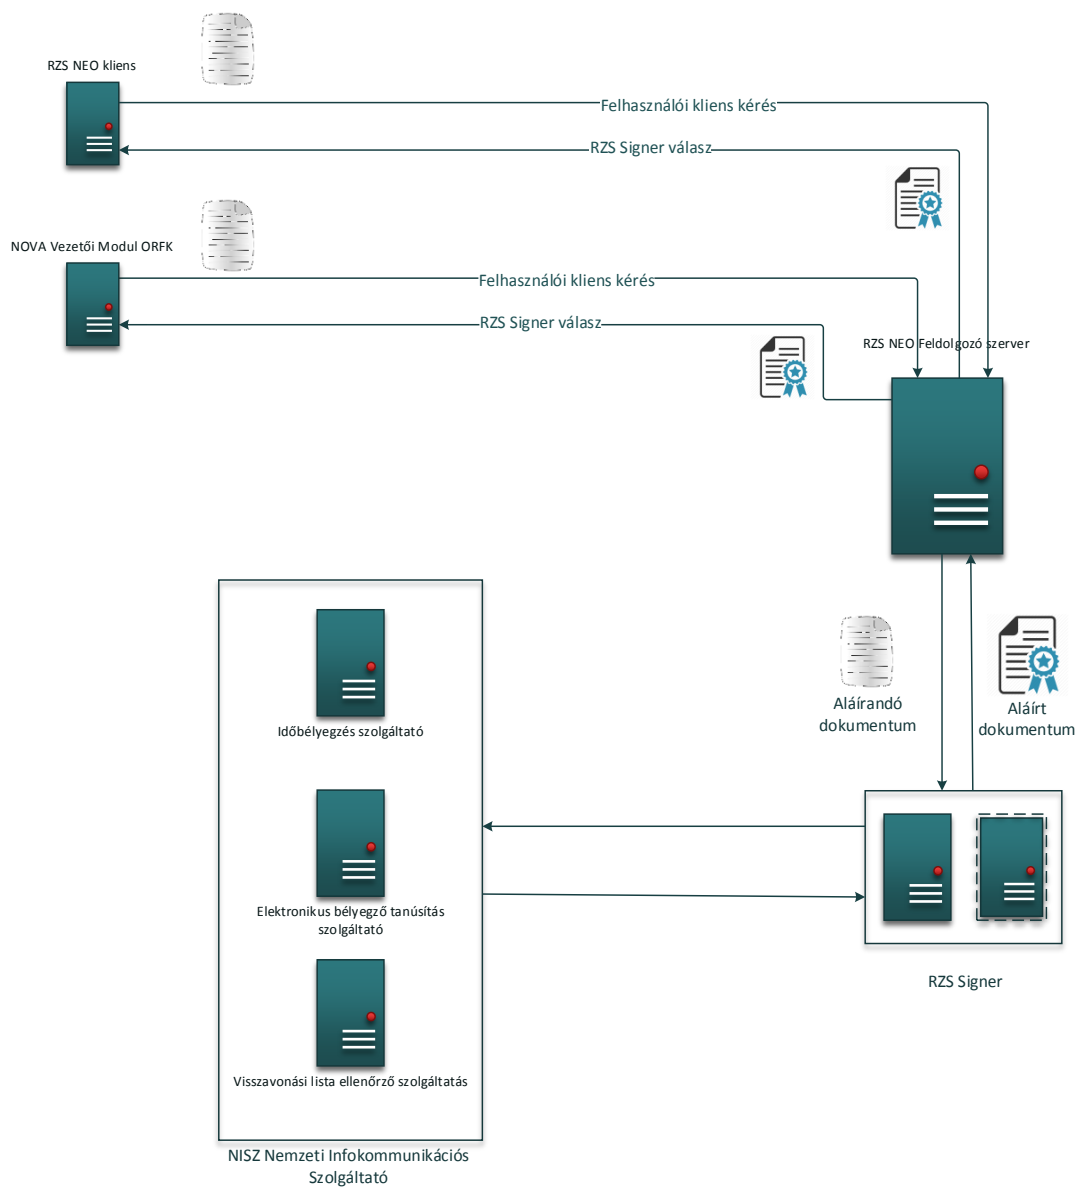 RZS NEO kliens
Felhasználói kliens kérés
RZS Signer válasz
NOVA Vezetői Modul ORFK
Felhasználói kliens kérés
RZS Signer válasz
RZS NEO Feldolgozó szerver
Aláírandó
dokumentum
Aláírt
dokumentum
Időbélyegzés szolgáltató
Elektronikus bélyegző tanúsítás
szolgáltató
RZS Signer
Visszavonási lista ellenőrző szolgáltatás
NISZ Nemzeti Infokommunikációs
Szolgáltató